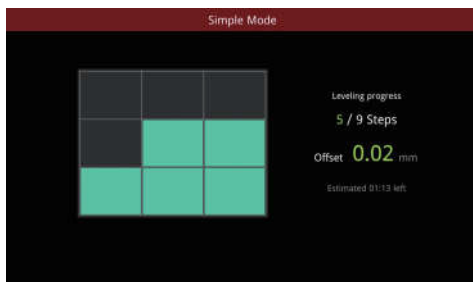 Simple Mode
Leveling progress
5 / 9 Steps
Offset 0.02 mm
Estimated 01:13 left